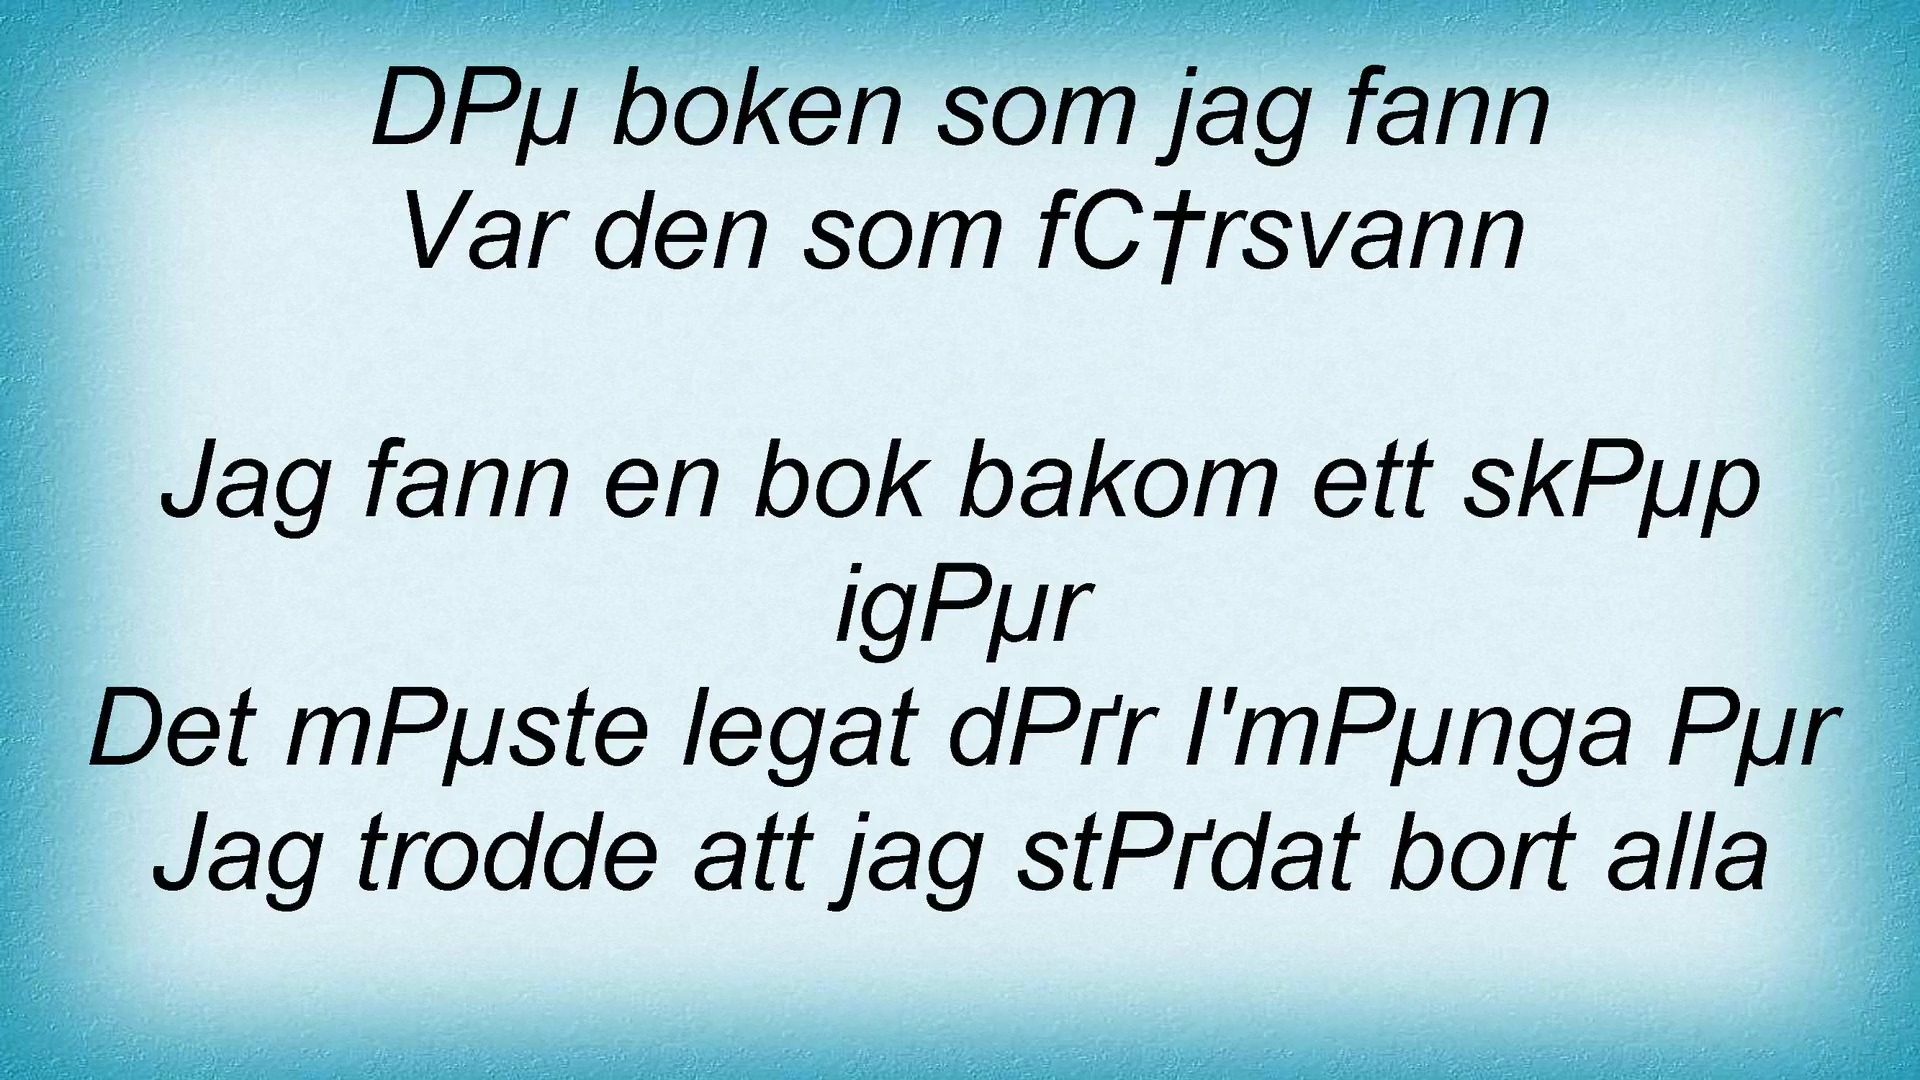 DPµ boken som jag fann
Var den som fC†rsvann
Jag fann en bok bakom ett skPµp
igPµr
Det mPµste legat dPґr I'mPµnga Pµr
Jag trodde att jag stPґdat bort alla